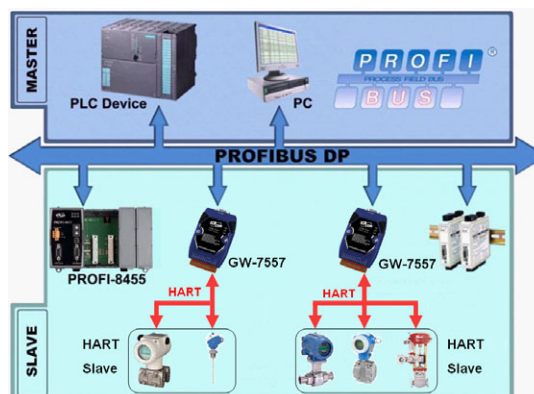 MASTER
PLC Device
PC
PROFI®
PROCESS FIELD BUS
BUS
PROFIBUS DP
SLAVE
PROFI-8455
GW-7557
GW-7557
HART
HART
HART
Slave
HART
Slave